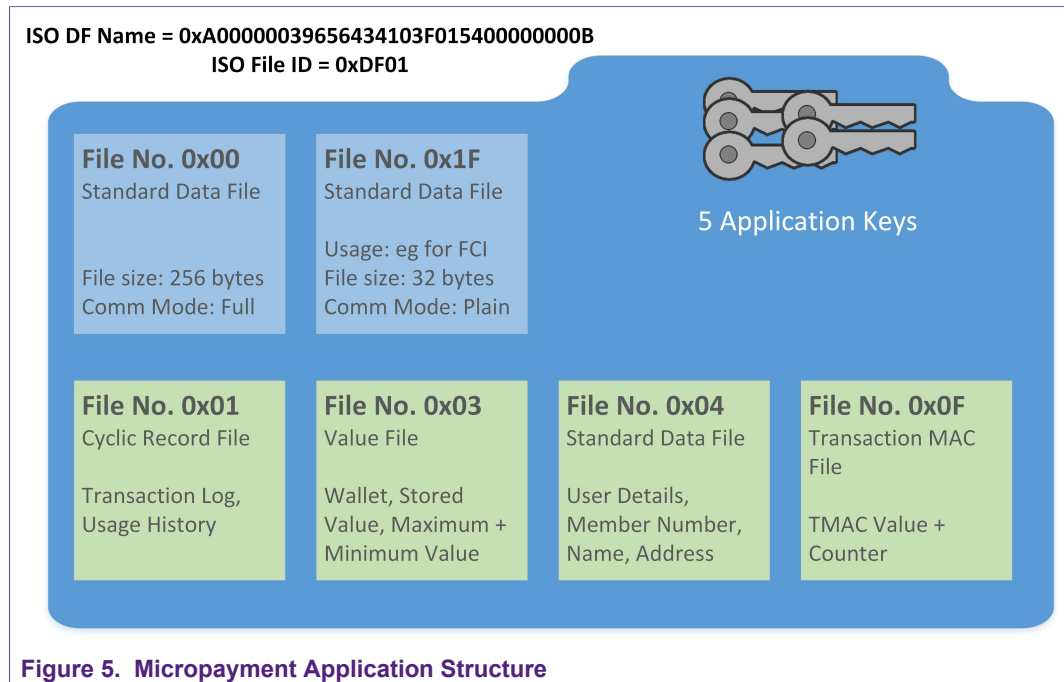 ISO DF Name = 0xA00000039656434103F015400000000B
ISO File ID = 0xDF01
5 Application Keys
File No. 0x00
Standard Data File
File size: 256 bytes
Comm Mode: Full
File No. 0x1F
Standard Data File
Usage: eg for FCI
File size: 32 bytes
Comm Mode: Plain
File No. 0x01
Cyclic Record File
Transaction Log,
Usage History
File No. 0x03
Value File
Wallet, Stored
Value, Maximum +
Minimum Value
File No. 0x04
Standard Data File
User Details,
Member Number,
Name, Address
File No. 0x0F
Transaction MAC
File
TMAC Value +
Counter
Figure 5. Micropayment Application Structure